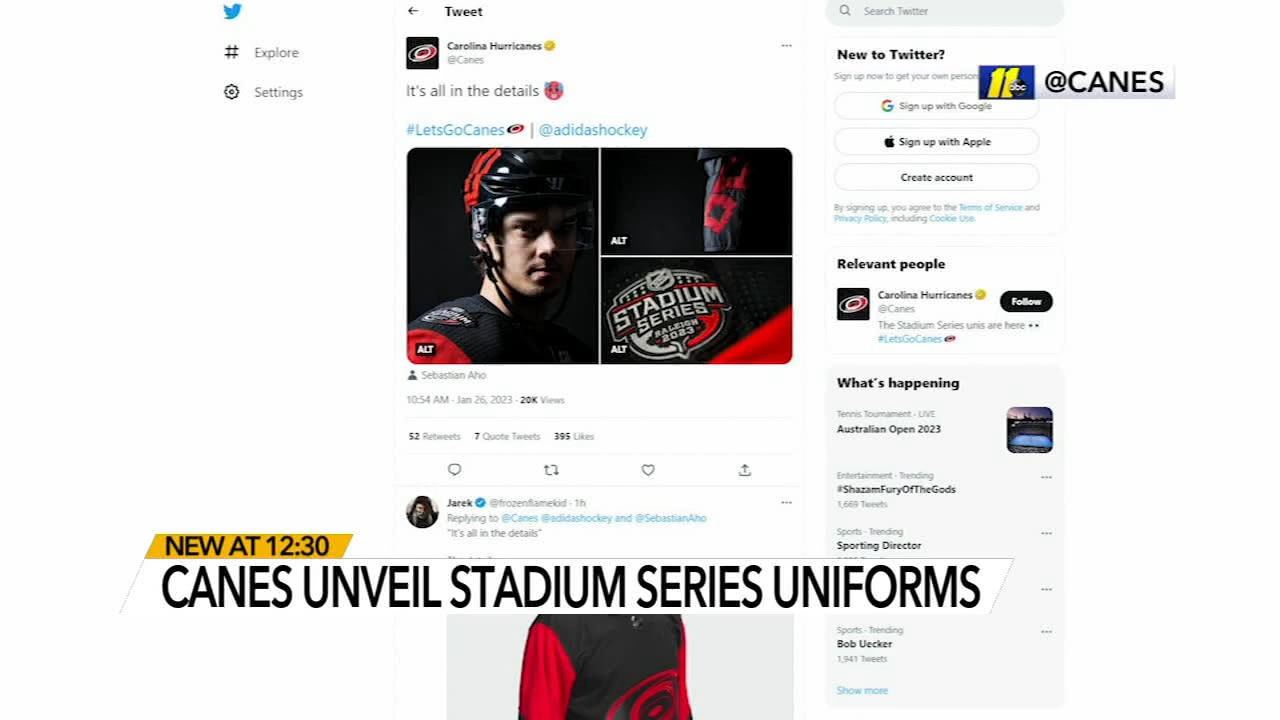 Tweet
Search Twitter
Carolina Hurricanes
@Canes
Explore
Settings
It's all in the details
#LetsGoCanes | @adidashockey
ALT
ALT
STADIUM
SERIES
RALEIGH
2023
ALT
Sebastian Aho
10:54 AM · Jan 26, 2023 · 20K Views
52 Retweets 7 Quote Tweets 395 Likes
Jarek @frozenflamekid · 1h
Replying to @Canes @adidashockey and @SebastianAho
"It's all in the details"
New to Twitter?
Sign up now to get your own
11 abc
@CANES
Sign up with Google
Sign up with Apple
Create account
By signing up, you agree to the Terms of Service and
Privacy Policy, including Cookie Use.
Relevant people
Carolina Hurricanes
@Canes
Follow
The Stadium Series unis are here
#LetsGoCanes
What's happening
Tennis Tournament · LIVE
Australian Open 2023
Entertainment · Trending
#ShazamFuryOfTheGods
1,669 Tweets
Sports · Trending
Sporting Director
Sports · Trending
Bob Uecker
1,941 Tweets
Show more
NEW AT 12:30
CANES UNVEIL STADIUM SERIES UNIFORMS